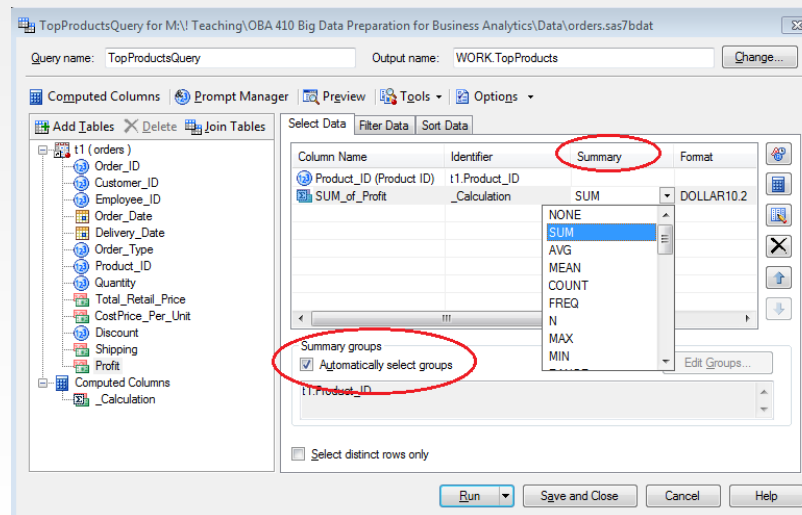 TopProductsQuery for M:\! Teaching\OBA 410 Big Data Preparation for Business Analytics\Data\orders.sas7bdat
Query name: TopProductsQuery Output name: WORK.TopProducts Change...
Computed Columns Prompt Manager Preview Tools Options
Add Tables Delete Join Tables
t1 (orders)
Order_ID
Customer_ID
Employee_ID
Order_Date
Delivery_Date
Order_Type
Product_ID
Quantity
Total_Retail_Price
CostPrice_Per_Unit
Discount
Shipping
Profit
Computed Columns
_Calculation
Select Data Filter Data Sort Data
Column Name Identifier Summary Format
Product_ID (Product ID) t1.Product_ID
SUM_of_Profit _Calculation SUM DOLLAR10.2
NONE
SUM
AVG
MEAN
COUNT
FREQ
N
MAX
MIN
Summary groups
Automatically select groups Edit Groups...
t1.Product_ID
Select distinct rows only
Run Save and Close Cancel Help